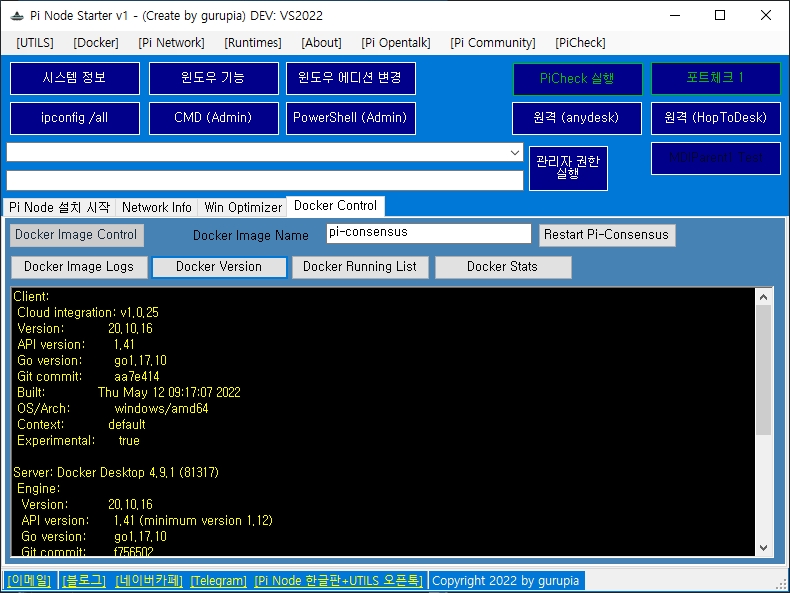 Pi Node Starter v1 - (Create by gurupia) DEV: VS2022
[UTILS] [Docker] [Pi Network] [Runtimes] [About] [Pi Opentalk] [Pi Community] [PiCheck]
시스템 정보 윈도우 기능 윈도우 에디션 변경 PiCheck 실행 포트체크 1
ipconfig /all CMD (Admin) PowerShell (Admin) 원격 (anydesk) 원격 (HopToDesk)
관리자 권한
실행
Pi Node 설치 시작 Network Info Win Optimizer Docker Control
Docker Image Control Docker Image Name pi-consensus Restart Pi-Consensus
Docker Image Logs Docker Version Docker Running List Docker Stats
Client:
Cloud integration: v1.0.25
Version: 20.10.16
API version: 1.41
Go version: go1.17.10
Git commit: aa7e414
Built: Thu May 12 09:17:07 2022
OS/Arch: windows/amd64
Context: default
Experimental: true
Server: Docker Desktop 4.9.1 (81317)
Engine:
Version: 20.10.16
API version: 1.41 (minimum version 1.12)
Go version: go1.17.10
Git commit: f756502
[이메일] [블로그] [네이버카페] [Telegram] [Pi Node 한글판+UTILS 오픈톡] Copyright 2022 by gurupia